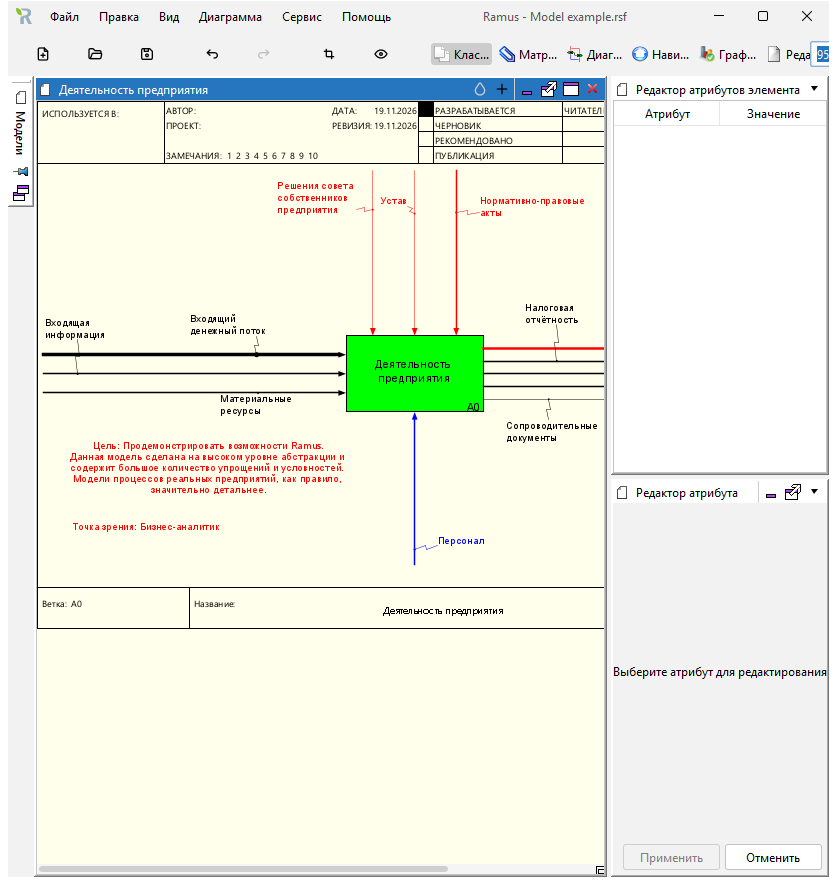 Файл Правка Вид Диаграмма Сервис Помощь Ramus - Model example.rsf
Клас... Матр... Диаг... Нави... Граф... Реда 95
Модели
Деятельность предприятия
ИСПОЛЬЗУЕТСЯ В:
АВТОР: ДАТА: 19.11.2026
ПРОЕКТ: РЕВИЗИЯ: 19.11.2026
ЗАМЕЧАНИЯ: 1 2 3 4 5 6 7 8 9 10
РАЗРАБАТЫВАЕТСЯ
ЧЕРНОВИК
РЕКОМЕНДОВАНО
ПУБЛИКАЦИЯ
ЧИТАТЕЛ
Решения совета
собственников
предприятия
Устав
Нормативно-правовые
акты
Входящая
информация
Входящий
денежный поток
Материальные
ресурсы
Деятельность
предприятия
A0
Налоговая
отчётность
Сопроводительные
документы
Цель: Продемонстрировать возможности Ramus.
Данная модель сделана на высоком уровне абстракции и
содержит большое количество упрощений и условностей.
Модели процессов реальных предприятий, как правило,
значительно детальнее.
Точка зрения: Бизнес-аналитик
Персонал
Ветка: A0
Название:
Деятельность предприятия
Редактор атрибутов элемента
Атрибут Значение
Редактор атрибута
Выберите атрибут для редактирования
Применить Отменить